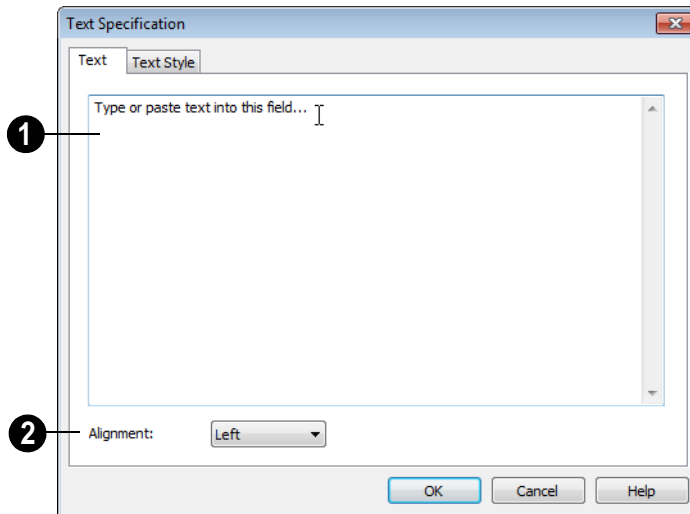 Text Specification
Text Text Style
Type or paste text into this field...
1
2 Alignment: Left
OK Cancel Help